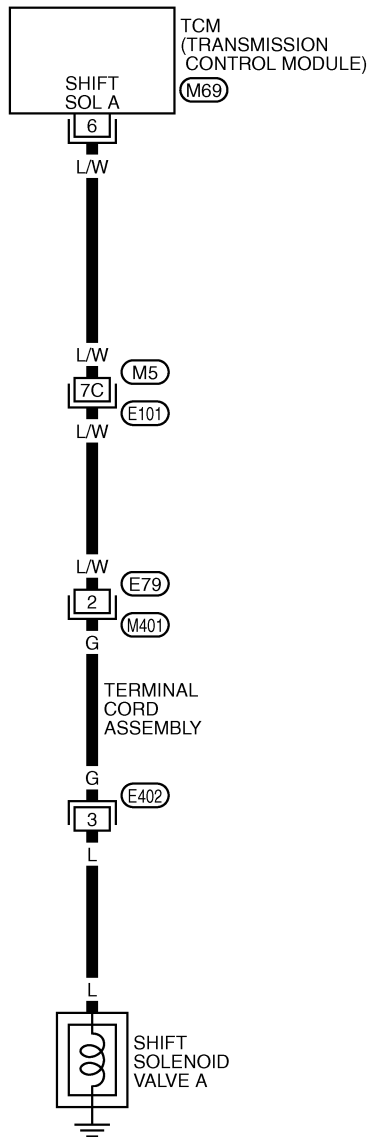 TCM
(TRANSMISSION
CONTROL MODULE)
M69
SHIFT
SOL A
6
L/W
L/W
M5
7C
E101
L/W
L/W
E79
2
M401
G
TERMINAL
CORD
ASSEMBLY
G
E402
3
L
L
SHIFT
SOLENOID
VALVE A